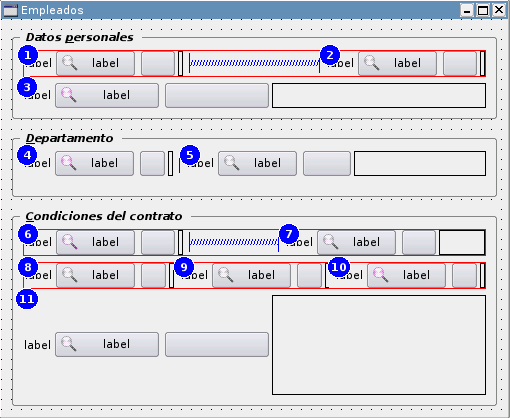 Empleados
Datos personales
1 label label 2 label label
3 label label
Departamento
4 label label 5 label label
Condiciones del contrato
6 label label 7 label label
8 label label 9 label label 10 label label
11
label label